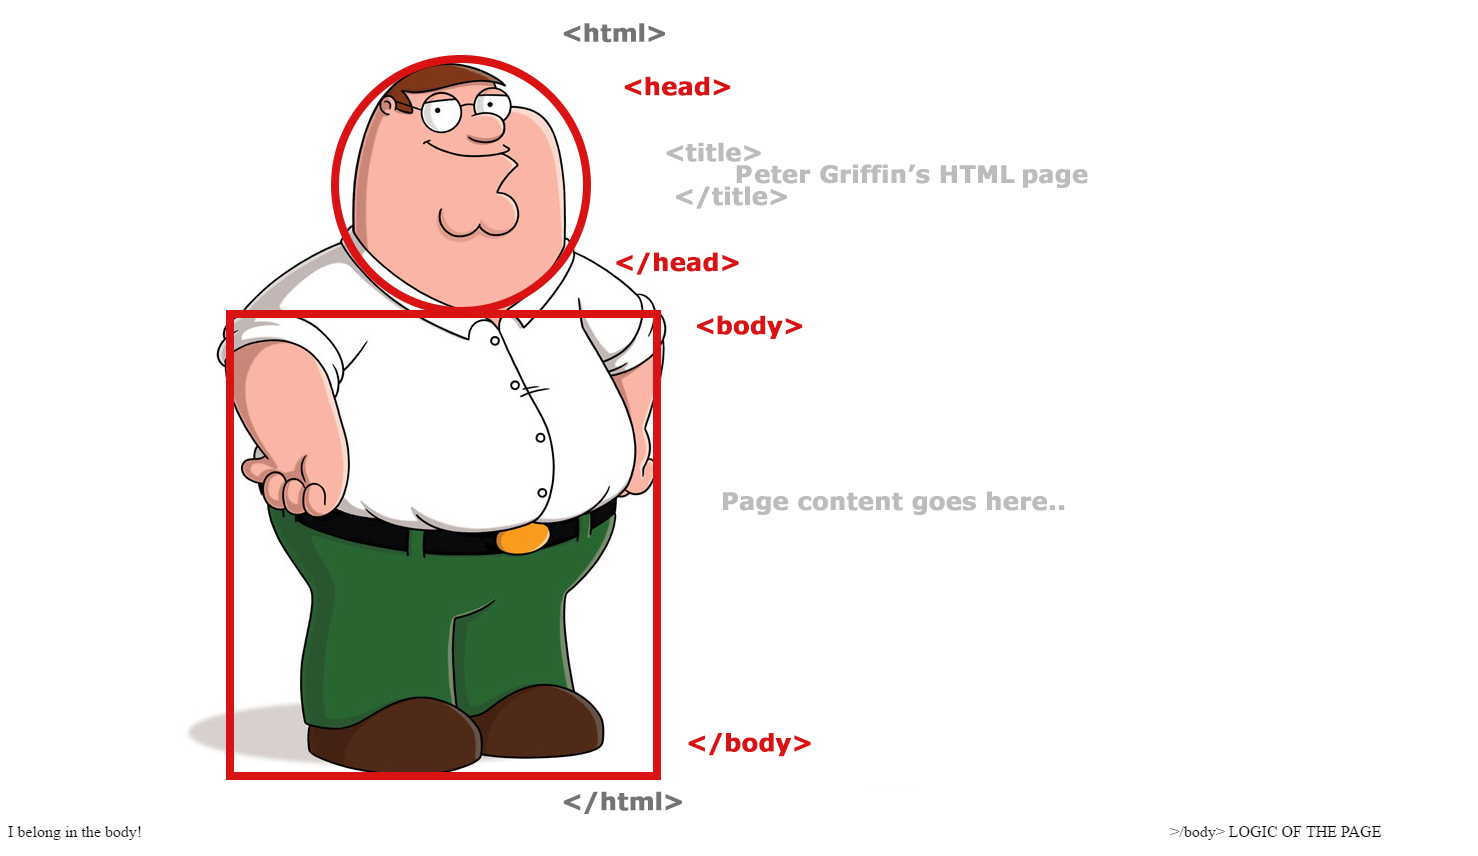 <html>
<head>
<title>
Peter Griffin’s HTML page
</title>
</head>
<body>
Page content goes here..
</body>
</html>
I belong in the body!
>/body> LOGIC OF THE PAGE